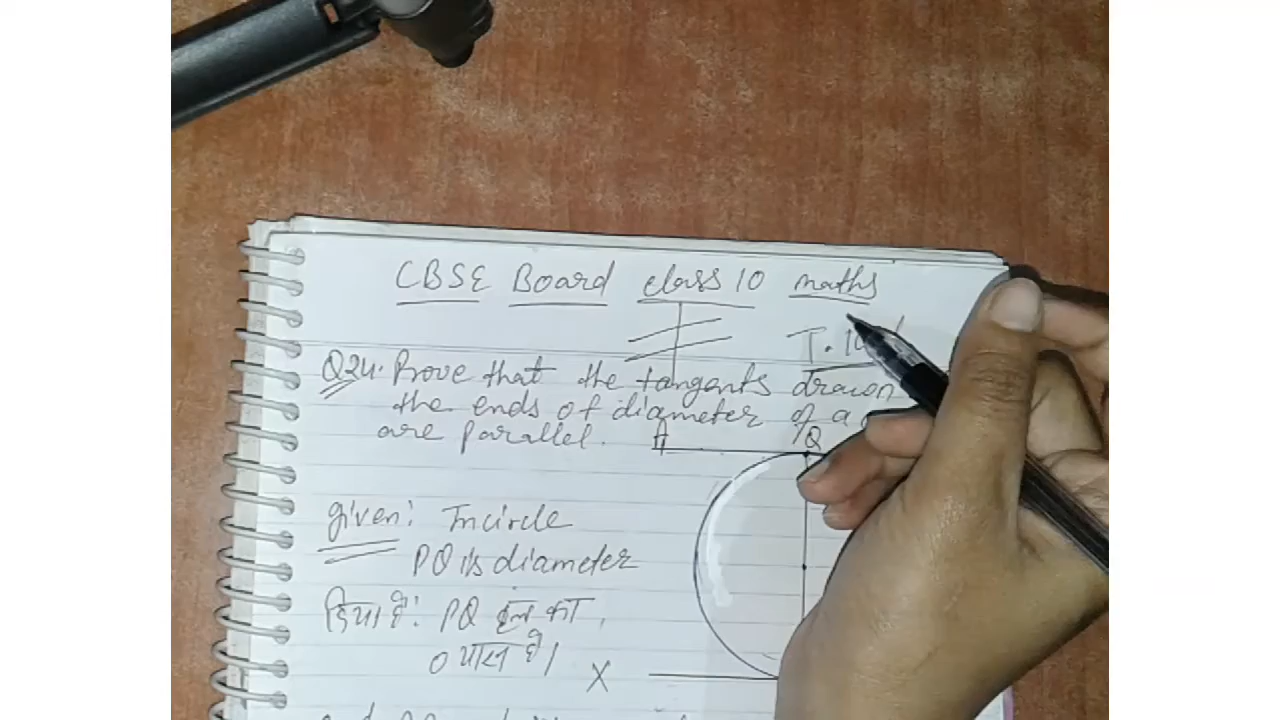 CBSE Board class 10 maths
Q24. Prove that the tangents drawn
the ends of diameter of a
are parallel.
Q
given: In circle
PQ is diameter
दिया है: PQ वृत्त का
व्यास है।
X